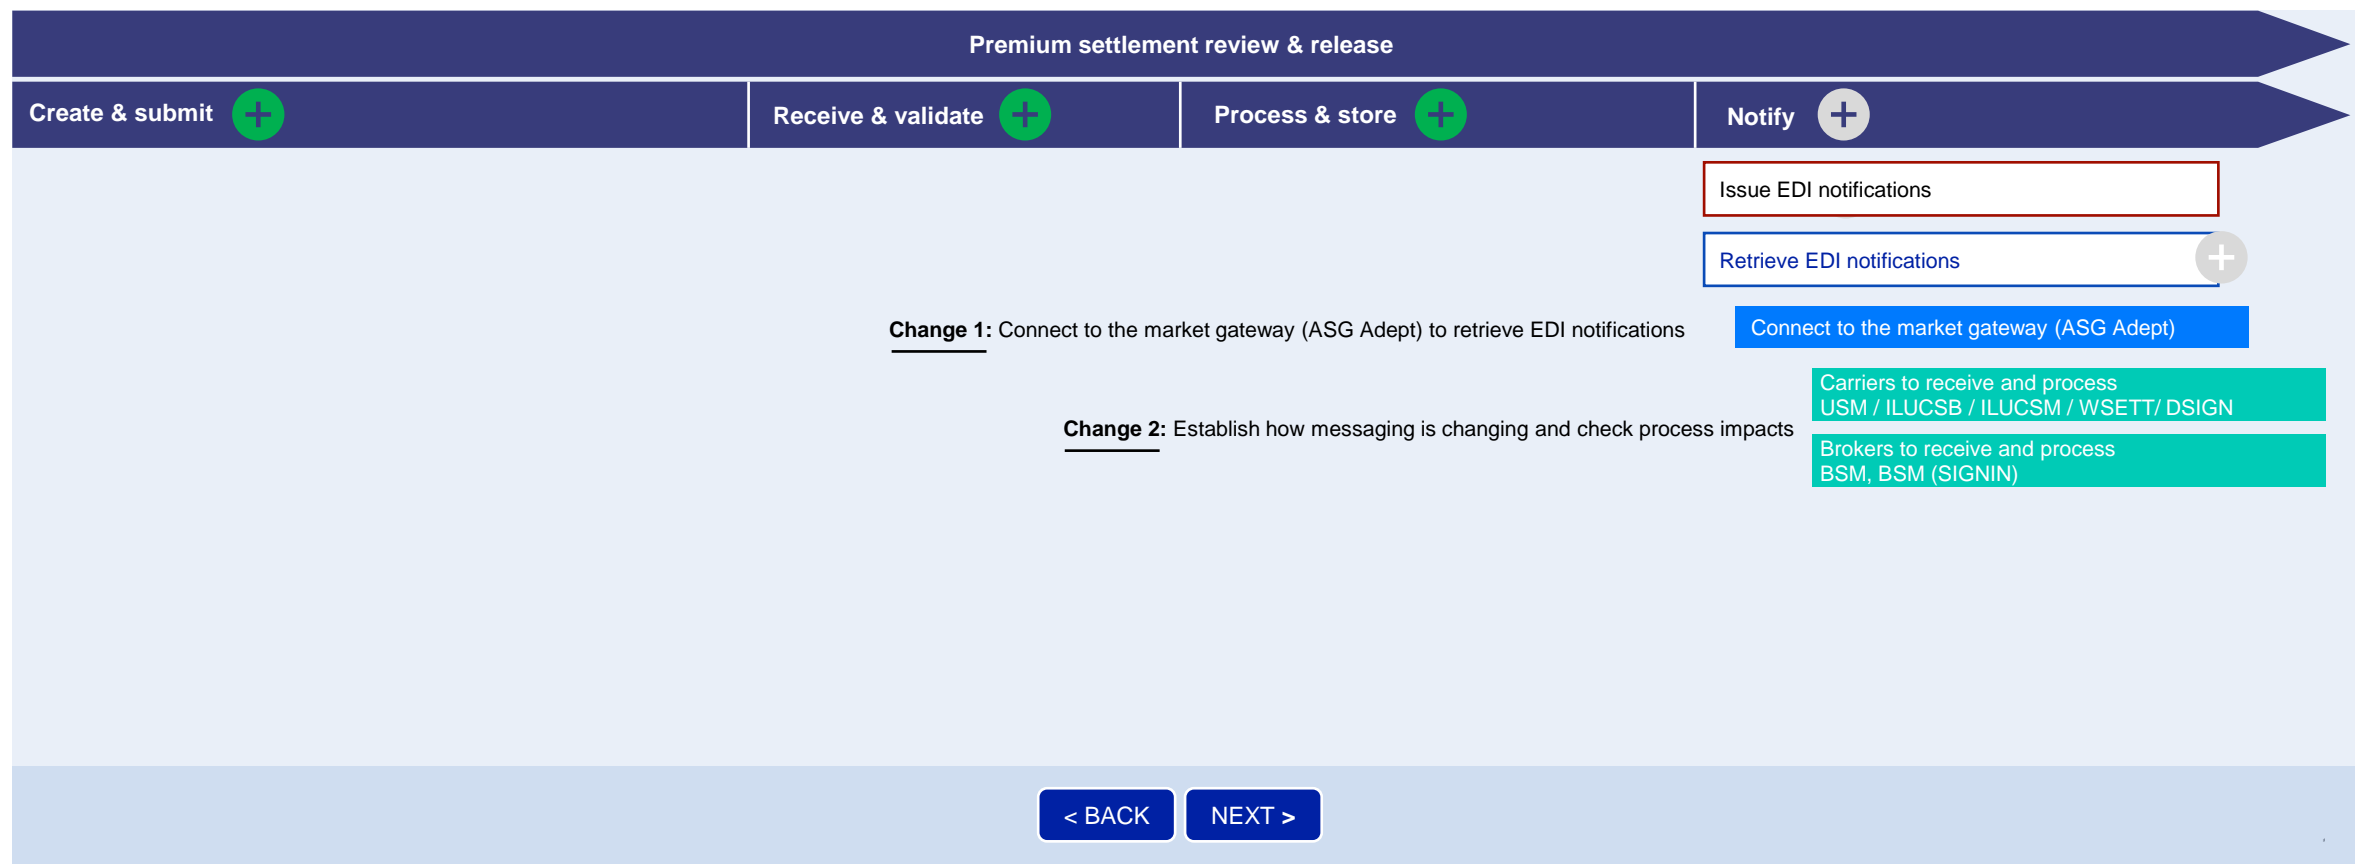 Premium settlement review & release
Create & submit
Receive & validate
Process & store
Notify
Issue EDI notifications
Retrieve EDI notifications
Change 1: Connect to the market gateway (ASG Adept) to retrieve EDI notifications
Connect to the market gateway (ASG Adept)
Carriers to receive and process
USM / ILUCSB / ILUCSM / WSETT/ DSIGN
Change 2: Establish how messaging is changing and check process impacts
Brokers to receive and process
BSM, BSM (SIGNIN)
< BACK
NEXT >